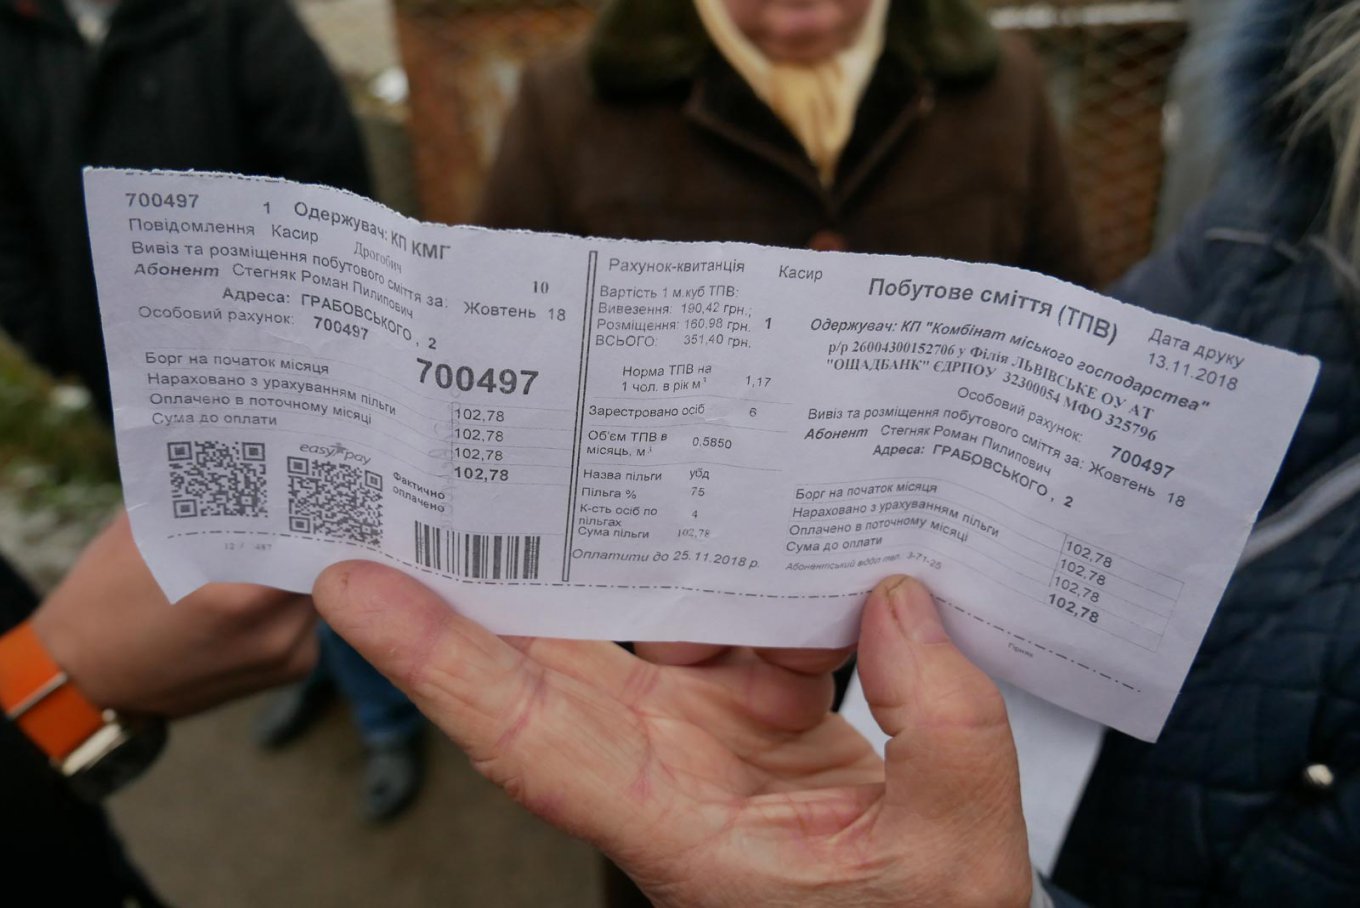 700497 1 Одержувач: КП КМГ
Повідомлення Касир Дрогобич
Вивіз та розміщення побутового сміття за: 10 Жовтень 18
Абонент Стегняк Роман Пилипович
Адреса: ГРАБОВСЬКОГО , 2
Особовий рахунок: 700497
700497
Борг на початок місяця 102,78
Нараховано з урахуванням пільги 102,78
Оплачено в поточному місяці 102,78
Сума до оплати 102,78
easy pay
Фактично
оплачено
Рахунок-квитанція Касир
Вартість 1 м.куб ТПВ:
Вивезення: 190,42 грн.;
Розміщення: 160,98 грн. 1
ВСЬОГО: 351,40 грн.
Норма ТПВ на
1 чол. в рік м³ 1,17
Зарестровано осіб 6
Об'єм ТПВ в
місяць, м³ 0.5850
Назва пільги убд
Пільга % 75
К-сть осіб по
пільгах 4
Сума пільги 102,78
Оплатити до 25.11.2018 р.
Побутове сміття (ТПВ)
Дата друку
13.11.2018
Одержувач: КП "Комбінат міського господарства"
р/р 26004300152706 у Філія ЛЬВІВСЬКЕ ОУ АТ
"ОЩАДБАНК" ЄДРПОУ 3230054 МФО 325796
Особовий рахунок: 700497
Вивіз та розміщення побутового сміття за: Жовтень 18
Абонент Стегняк Роман Пилипович
Адреса: ГРАБОВСЬКОГО , 2
Борг на початок місяця 102,78
Нараховано з урахуванням пільги 102,78
Оплачено в поточному місяці 102,78
Сума до оплати 102,78
Абонентський відділ тел. 3-71-25